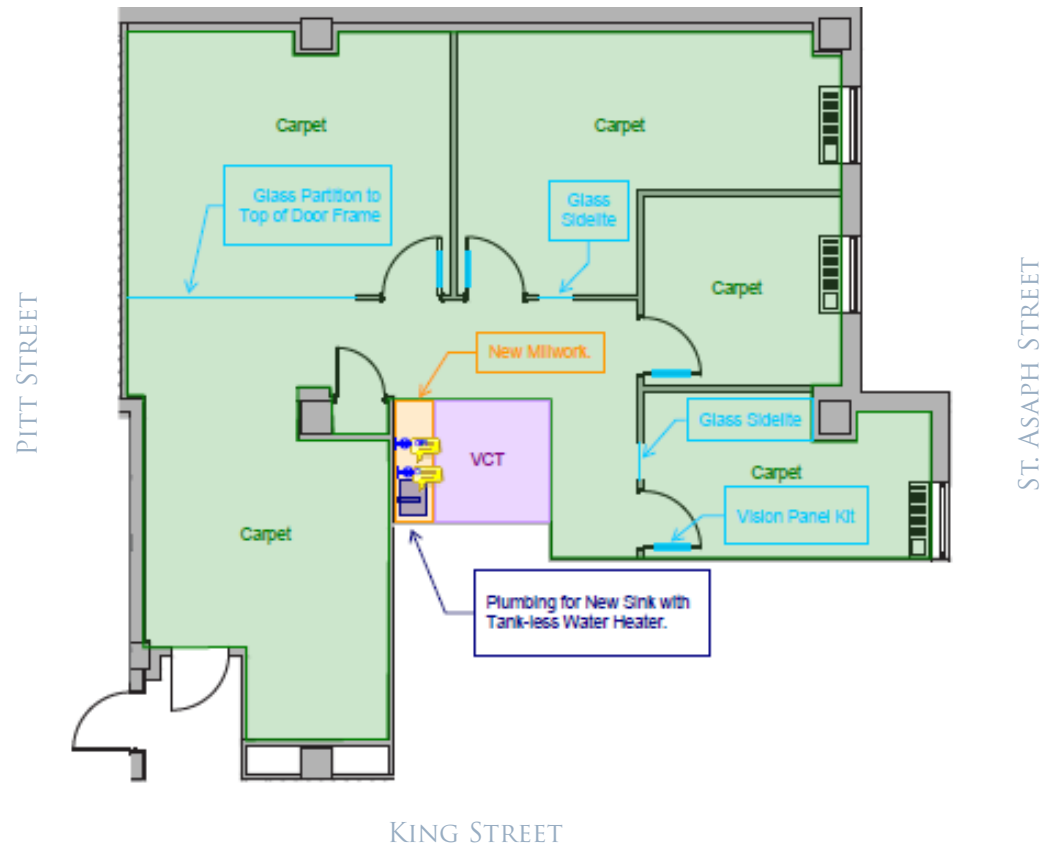 Carpet
Carpet
Glass Partition to
Top of Door Frame
Glass
Sidelite
Carpet
PITT STREET
ST. ASAPH STREET
New Millwork.
Glass Sidelite
VCT
Carpet
Vision Panel Kit
Carpet
Plumbing for New Sink with
Tank-less Water Heater.
KING STREET